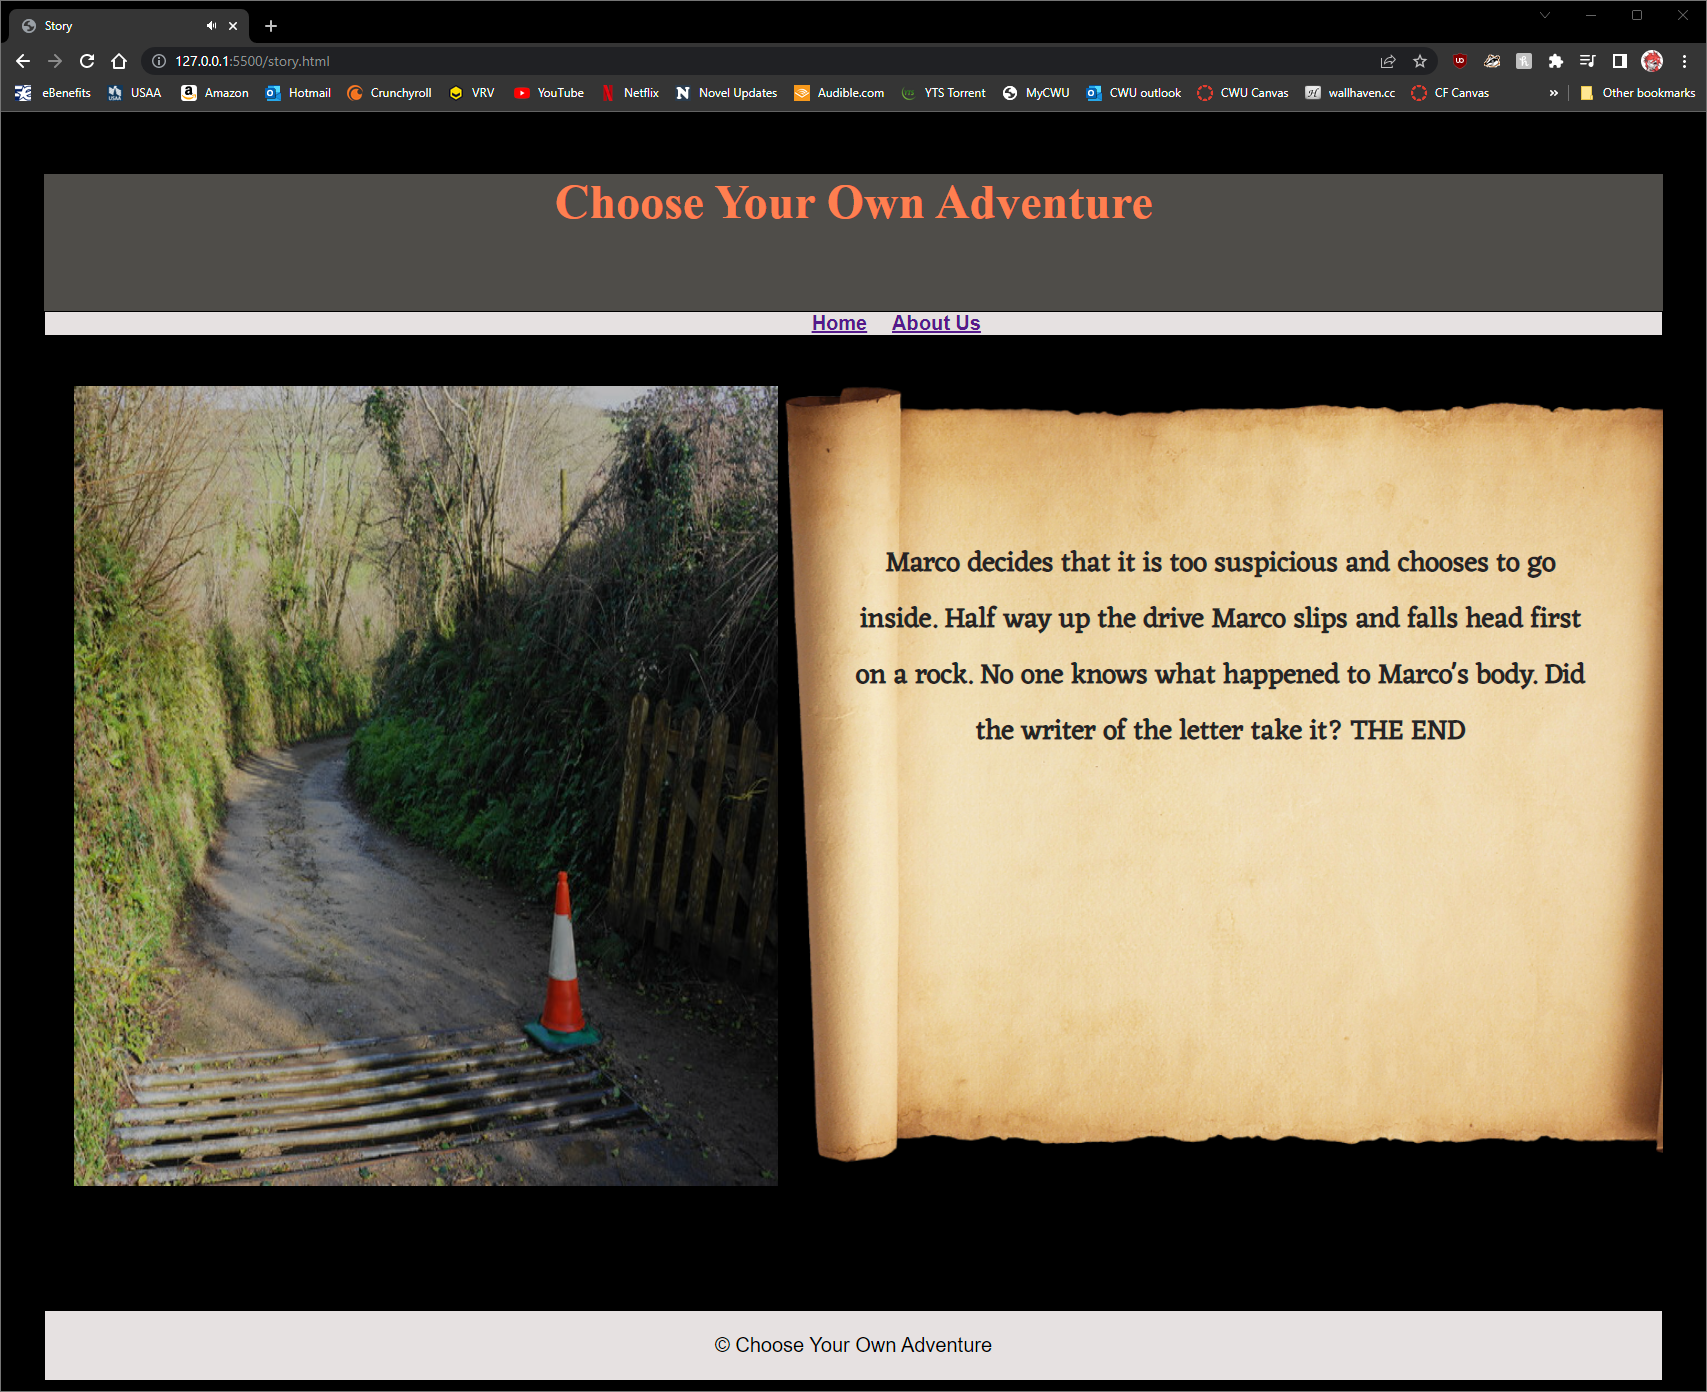 Story
127.0.0.1:5500/story.html
eBenefits USAA Amazon Hotmail Crunchyroll VRV YouTube Netflix Novel Updates Audible.com YTS Torrent MyCWU CWU outlook CWU Canvas wallhaven.cc CF Canvas » Other bookmarks
Choose Your Own Adventure
Home About Us
Marco decides that it is too suspicious and chooses to go
inside. Half way up the drive Marco slips and falls head first
on a rock. No one knows what happened to Marco's body. Did
the writer of the letter take it? THE END
© Choose Your Own Adventure